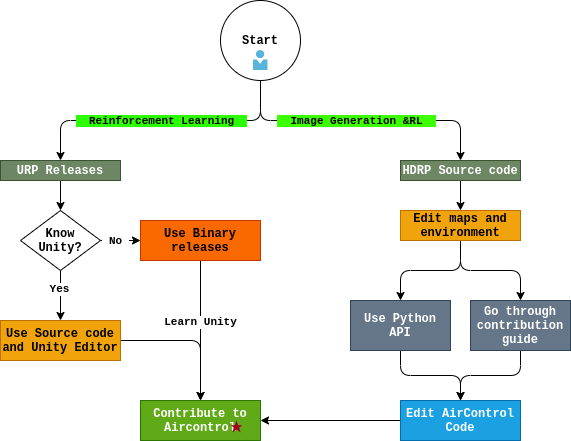 Start
Reinforcement Learning
Image Generation &RL
URP Releases
HDRP Source code
Know
Unity?
No
Use Binary
releases
Edit maps and
environment
Yes
Learn Unity
Use Source code
and Unity Editor
Use Python
API
Go through
contribution
guide
Contribute to
Aircontrol
Edit AirControl
Code